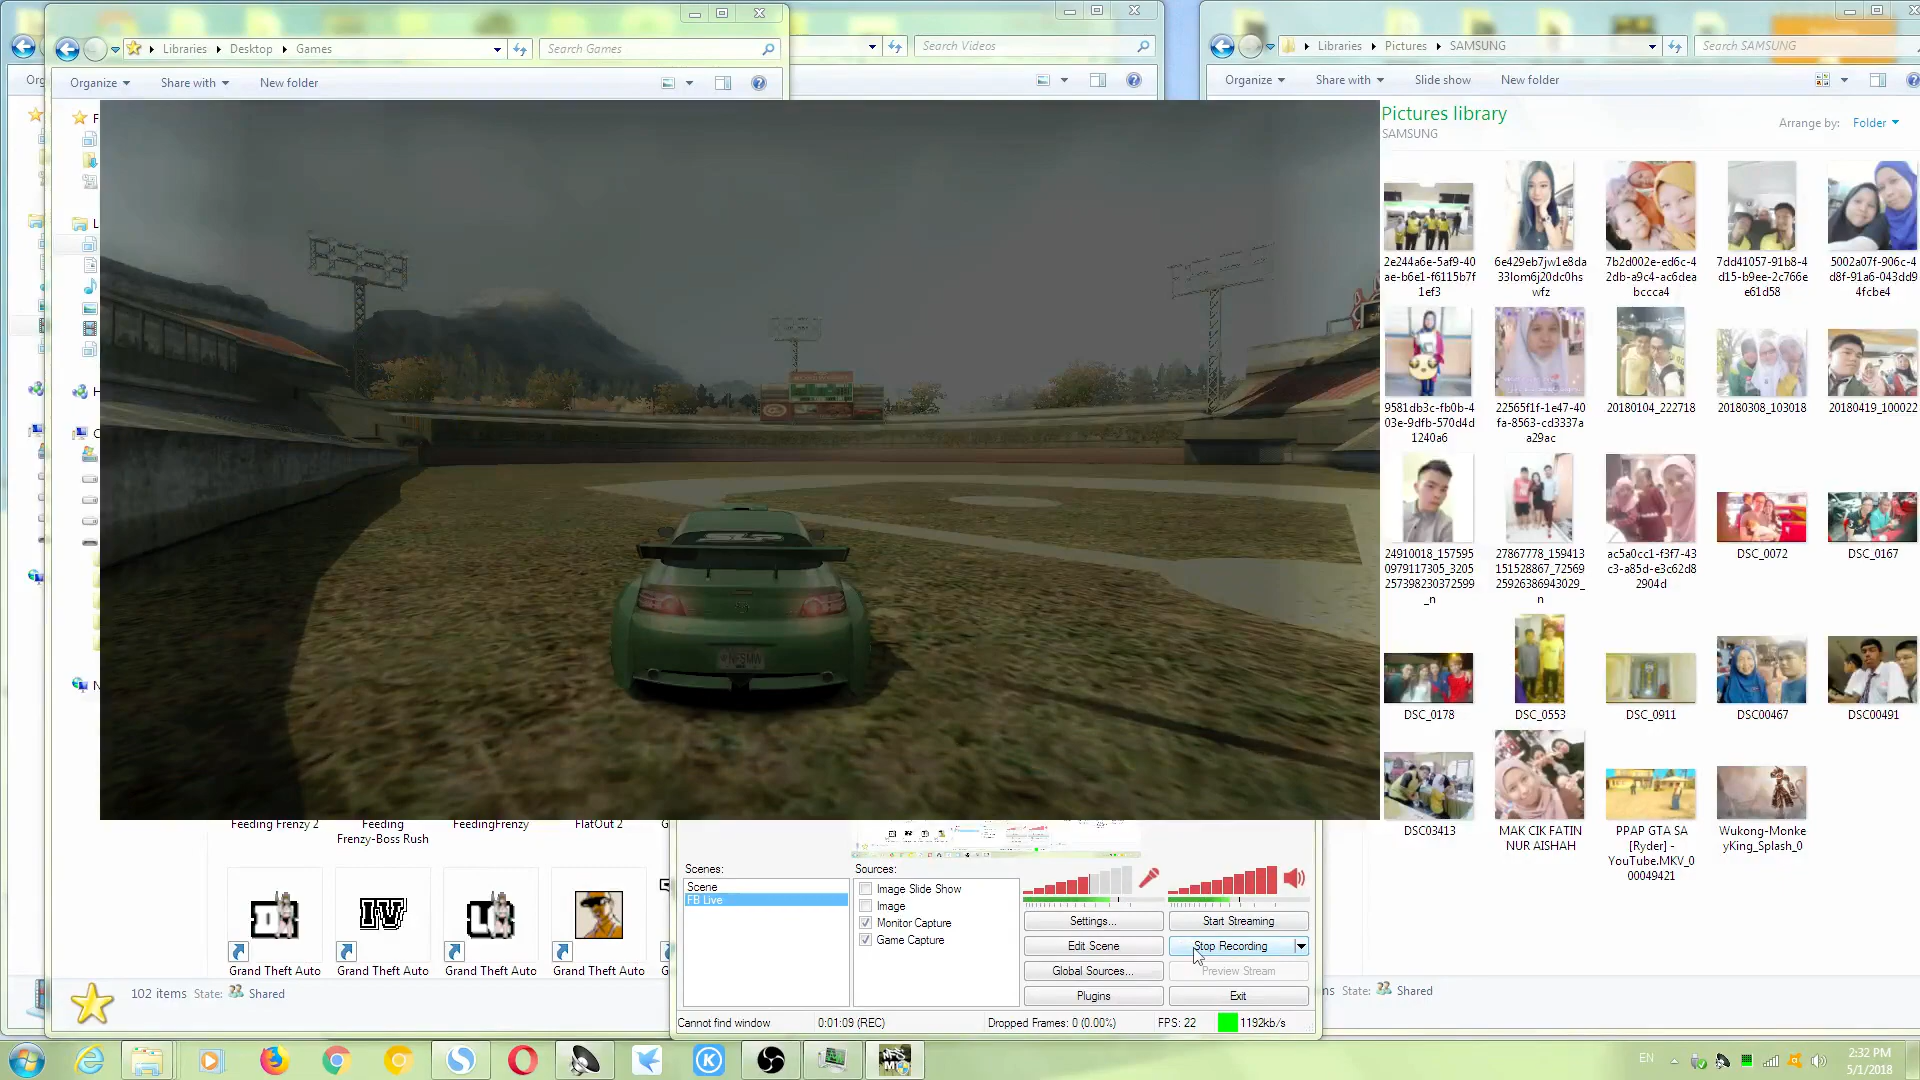 Libraries
Desktop
Games
Search Games
Search Videos
Libraries
Pictures
SAMSUNG
Search SAMSUNG
Organize
Share with
New folder
Organize
Share with
Slide show
New folder
Pictures library
SAMSUNG
Arrange by:
Folder
2e244a6e-5af9-40
ae-b6e1-f6115b7f
1ef3
6e429eb7jw1e8da
33lom6j20dc0hs
wfz
7b2d002e-ed6c-4
2db-a9c4-ac6dea
bccca4
7dd41057-91b8-4
d15-b9ee-2c766e
e61d58
5002a07f-906c-4
d8f-91a6-043dd9
4fcbe4
9581db3c-fb0b-4
03e-9dfb-570d4d
1240a6
22565f1f-1e47-40
fa-8563-cd3337a
a29ac
20180104_222718
20180308_103018
20180419_100022
24910018_157595
0979117305_3205
257398230372599
_n
27867778_159413
151528867_72569
25926386943029_
n
ac5a0cc1-f3f7-43
c3-a85d-e3c62d8
2904d
DSC_0072
DSC_0167
DSC_0178
DSC_0553
DSC_0911
DSC00467
DSC00491
DSC03413
MAK CIK FATIN
NUR AISHAH
PPAP GTA SA
[Ryder] -
YouTube.MKV_0
00049421
Wukong-Monke
yKing_Splash_0
NFSMW
Feeding Frenzy 2
Feeding
Frenzy-Boss Rush
FeedingFrenzy
FlatOut 2
Grand Theft Auto
Grand Theft Auto
Grand Theft Auto
Grand Theft Auto
102 items
State:
Shared
Scenes:
Scene
FB Live
Sources:
Image Slide Show
Image
Monitor Capture
Game Capture
Settings...
Start Streaming
Edit Scene
Stop Recording
Global Sources...
Preview Stream
Plugins
Exit
Cannot find window
0:01:09 (REC)
Dropped Frames: 0 (0.00%)
FPS: 22
1192kb/s
ms
State:
Shared
EN
2:32 PM
5/1/2018